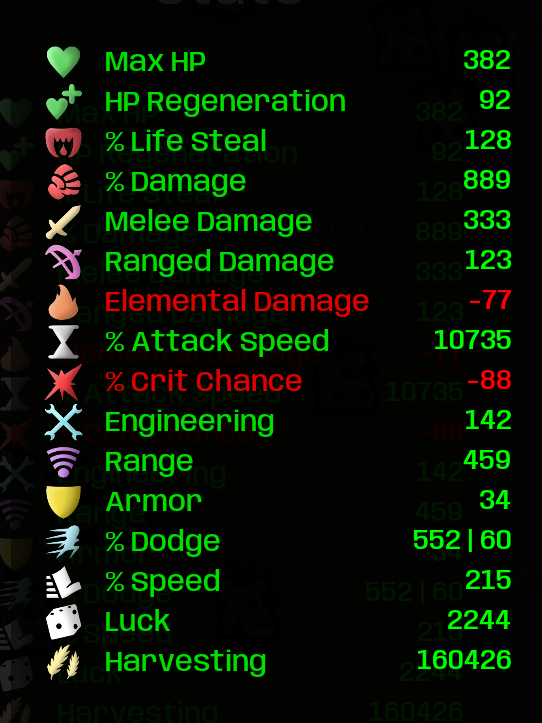 Max HP 382
HP Regeneration 92
% Life Steal 128
% Damage 889
Melee Damage 333
Ranged Damage 123
Elemental Damage -77
% Attack Speed 10735
% Crit Chance -88
Engineering 142
Range 459
Armor 34
% Dodge 552 | 60
% Speed 215
Luck 2244
Harvesting 160426